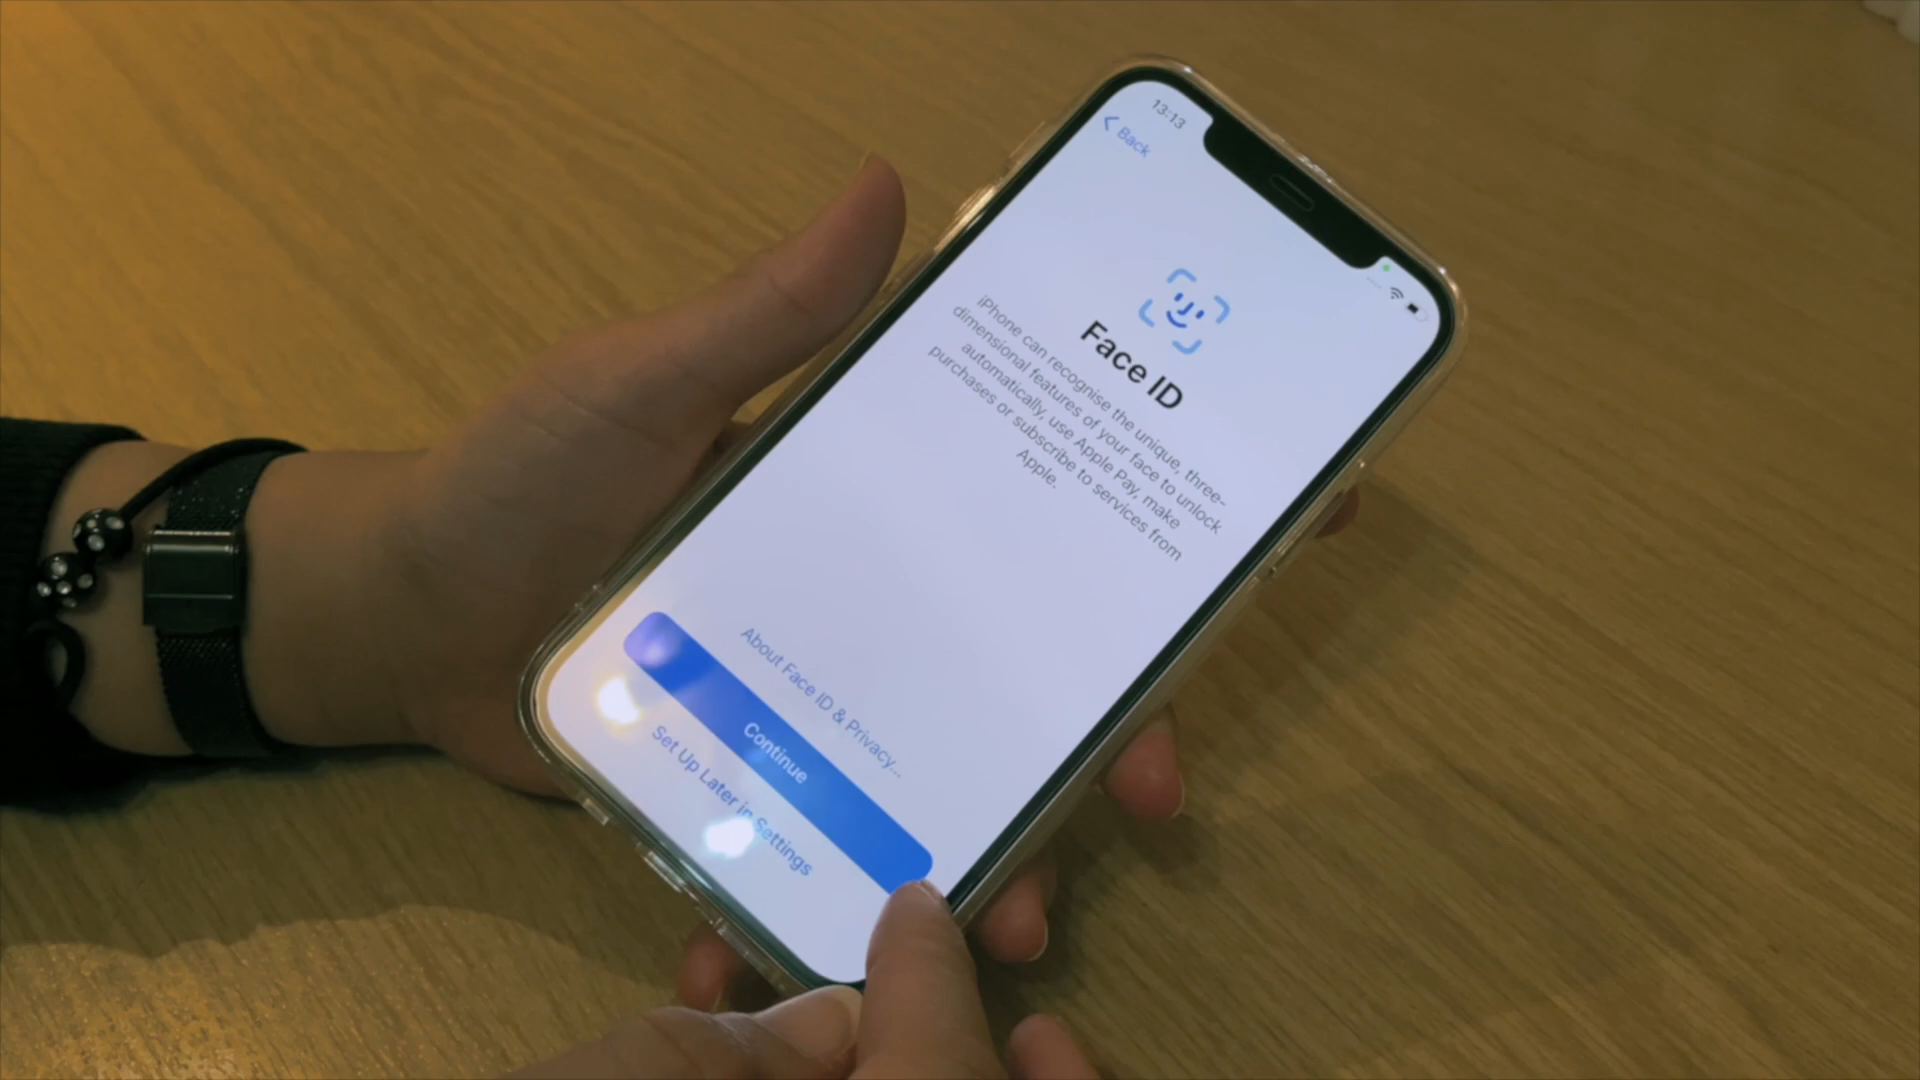 13:13
Back
Face ID
iPhone can recognise the unique, three-
dimensional features of your face to unlock
automatically, use Apple Pay, make
purchases or subscribe to services from
Apple.
About Face ID & Privacy...
Continue
Set Up Later in Settings